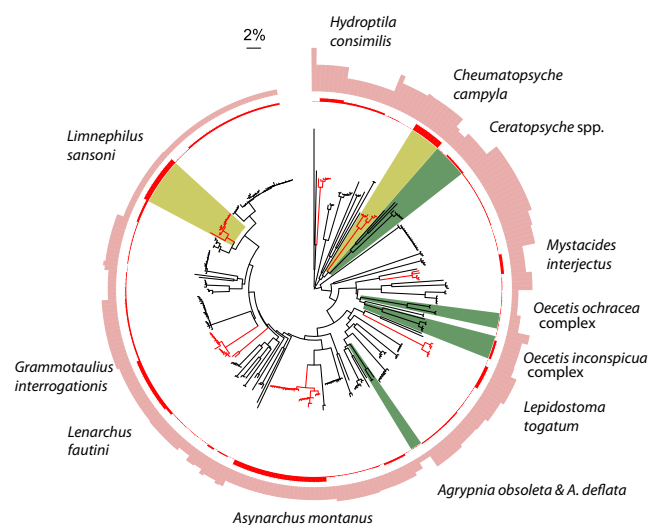 Hydroptila
consimilis
2%
Cheumatopsyche
campyla
Ceratopsyche spp.
Limnephilus
sansoni
Mystacides
interjectus
Oecetis ochracea
complex
Oecetis inconspicua
complex
Grammotaulius
interrogationis
Lepidostoma
togatum
Lenarchus
fautini
Agrypnia obsoleta & A. deflata
Asynarchus montanus